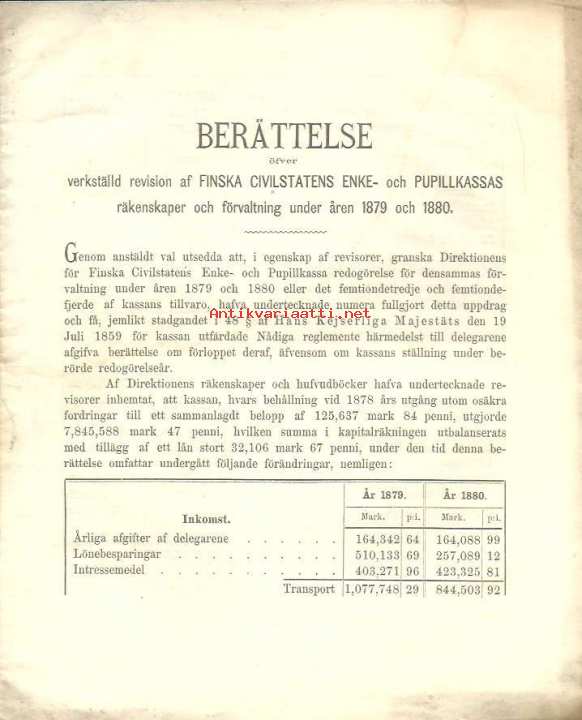 BERÄTTELSE
öfver
verkställd revision af FINSKA CIVILSTATENS ENKE- och PUPILLKASSAS
räkenskaper och förvaltning under åren 1879 och 1880.
Genom anstäldt val utsedda att, i egenskap af revisorer, granska Direktionens
för Finska Civilstatens Enke- och Pupillkassa redogörelse för densammas för-
valtning under åren 1879 och 1880 eller det femtiondetredje och femtionde-
fjerde af kassans tillvaro, hafva undertecknade numera fullgjort detta uppdrag
Antikvariaatti.net
och få, jemlikt stadgandet i 48 § af Hans Kejserliga Majestäts den 19
Juli 1859 för kassan utfärdade Nådiga reglemente härmedelst till delegarene
afgifva berättelse om förloppet deraf, äfvensom om kassans ställning under be-
rörde redogörelseår.
Af Direktionens räkenskaper och hufvudböcker hafva undertecknade re-
visorer inhemtat, att kassan, hvars behållning vid 1878 års utgång utom osäkra
fordringar till ett sammanlagdt belopp af 125,637 mark 84 penni, utgjorde
7,845,588 mark 47 penni, hvilken summa i kapitalräkningen utbalanserats
med tillägg af ett lån stort 32,106 mark 67 penni, under den tid denna be-
rättelse omfattar undergått följande förändringar, nemligen:
År 1879. År 1880.
Inkomst. Mark. p:i. Mark. p:i.
Årliga afgifter af delegarene . . . . . . 164,342 64 164,088 99
Lönebesparingar . . . . . . . . . . 510,133 69 257,089 12
Intressemedel . . . . . . . . . . . 403,271 96 423,325 81
Transport 1,077,748 29 844,503 92